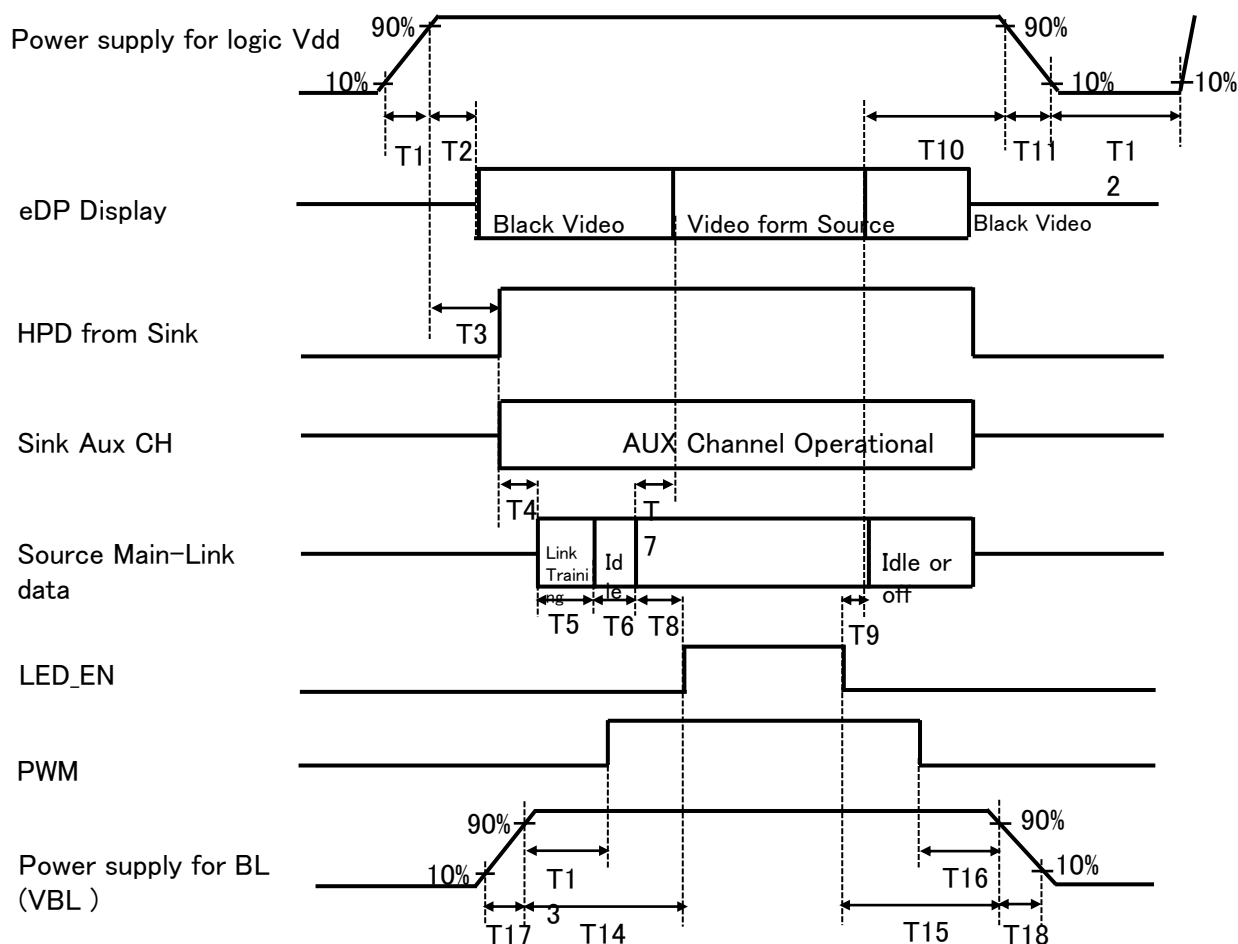 Power supply for logic Vdd
90%
90%
10%
10%
10%
T1
T2
T10
T11
T1
2
eDP Display
Black Video
Video form Source
Black Video
HPD from Sink
T3
Sink Aux CH
AUX Channel Operational
T4
T
7
Source Main-Link
data
Link
Traini
ng
Id
le
Idle or
off
T5
T6
T8
T9
LED_EN
PWM
90%
90%
Power supply for BL
(VBL )
10%
10%
T1
3
T16
T17
T14
T15
T18